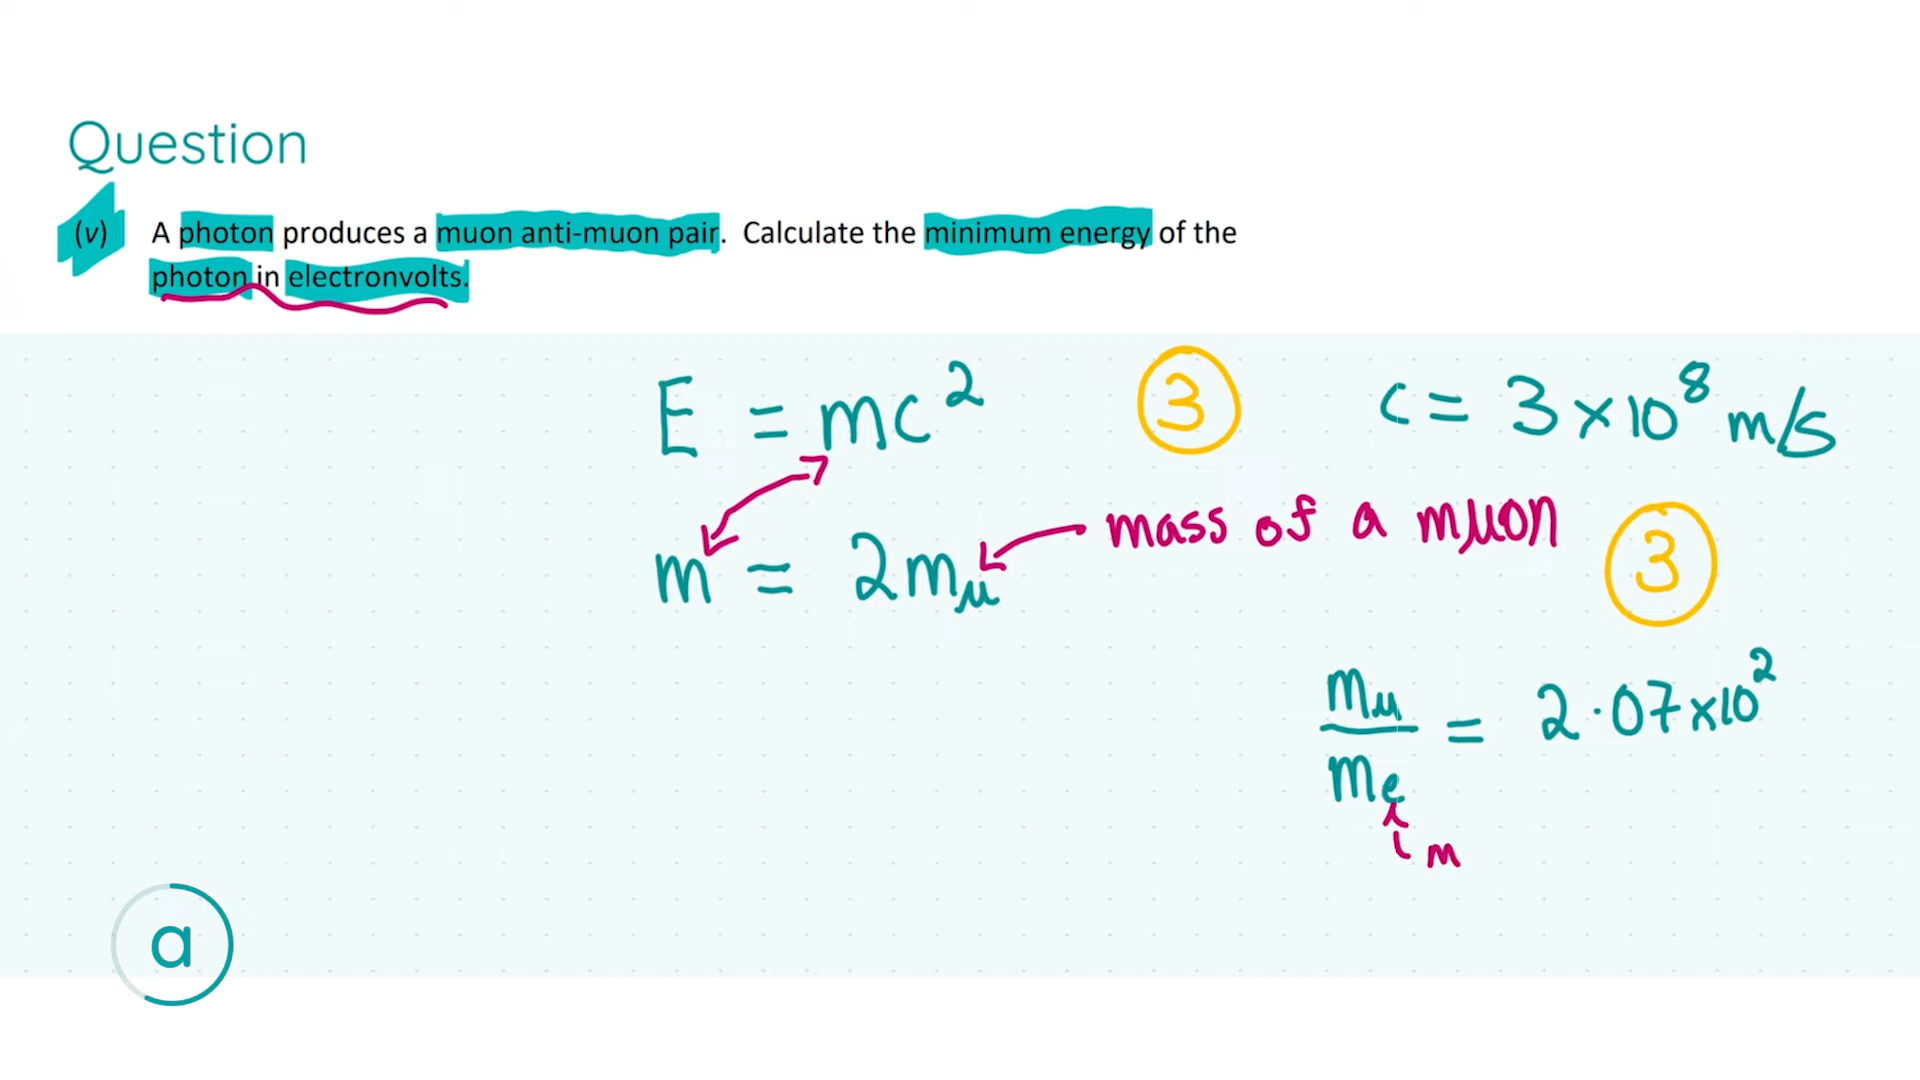 Question
(v) A photon produces a muon anti-muon pair. Calculate the minimum energy of the
photon in electronvolts.
E = mc² ③ c = 3×10⁸ m/s
m = 2mμ mass of a mμon ③
mμ/me = 2·07×10²
m
a